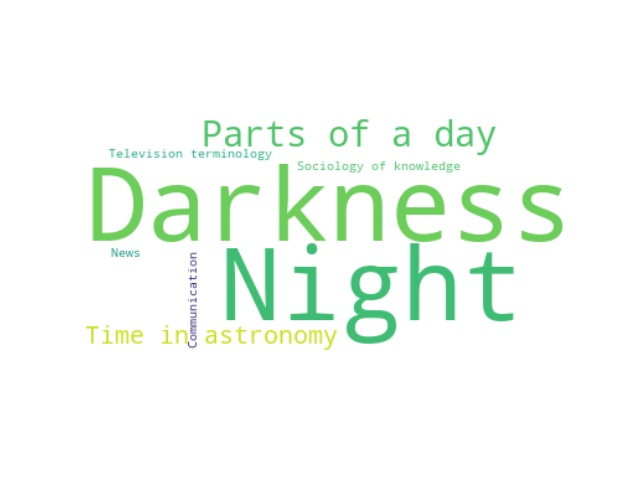 Parts of a day
Television terminology
Sociology of knowledge
Darkness
News
Night
Communication
Time in astronomy